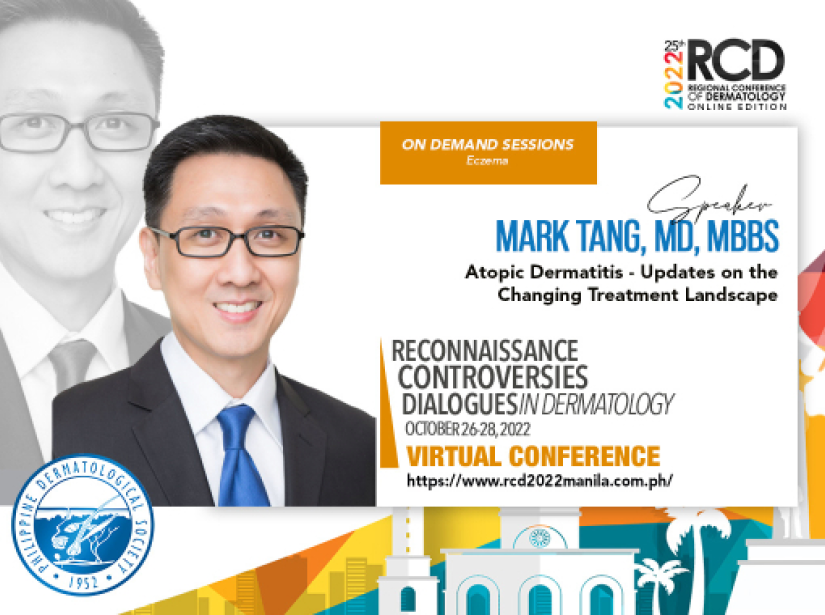 25th
RCD
2022
REGIONAL CONFERENCE
OF DERMATOLOGY
ONLINE EDITION
ON DEMAND SESSIONS
Eczema
Speaker
MARK TANG, MD, MBBS
Atopic Dermatitis - Updates on the
Changing Treatment Landscape
RECONNAISSANCE
CONTROVERSIES
DIALOGUES IN DERMATOLOGY
OCTOBER 26-28, 2022
VIRTUAL CONFERENCE
https://www.rcd2022manila.com.ph/
PHILIPPINE DERMATOLOGICAL SOCIETY
• 1952 •